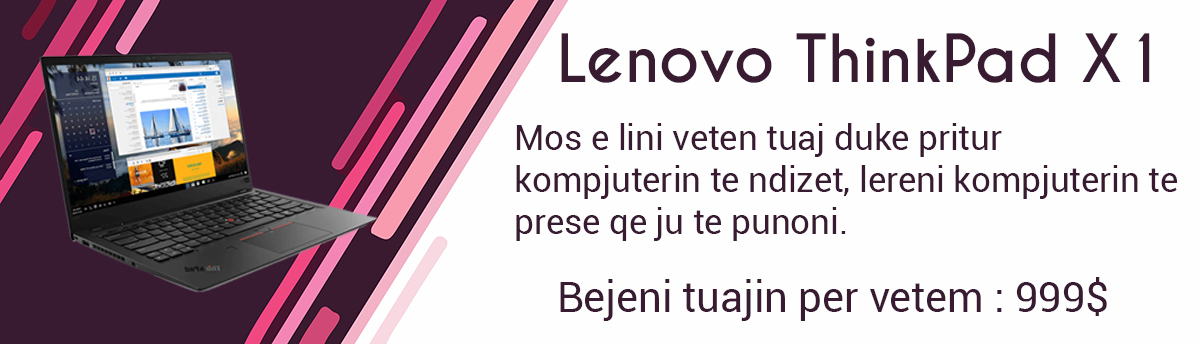 Lenovo ThinkPad X1
Mos e lini veten tuaj duke pritur
kompjuterin te ndizet, lereni kompjuterin te
prese qe ju te punoni.
Bejeni tuajin per vetem : 999$